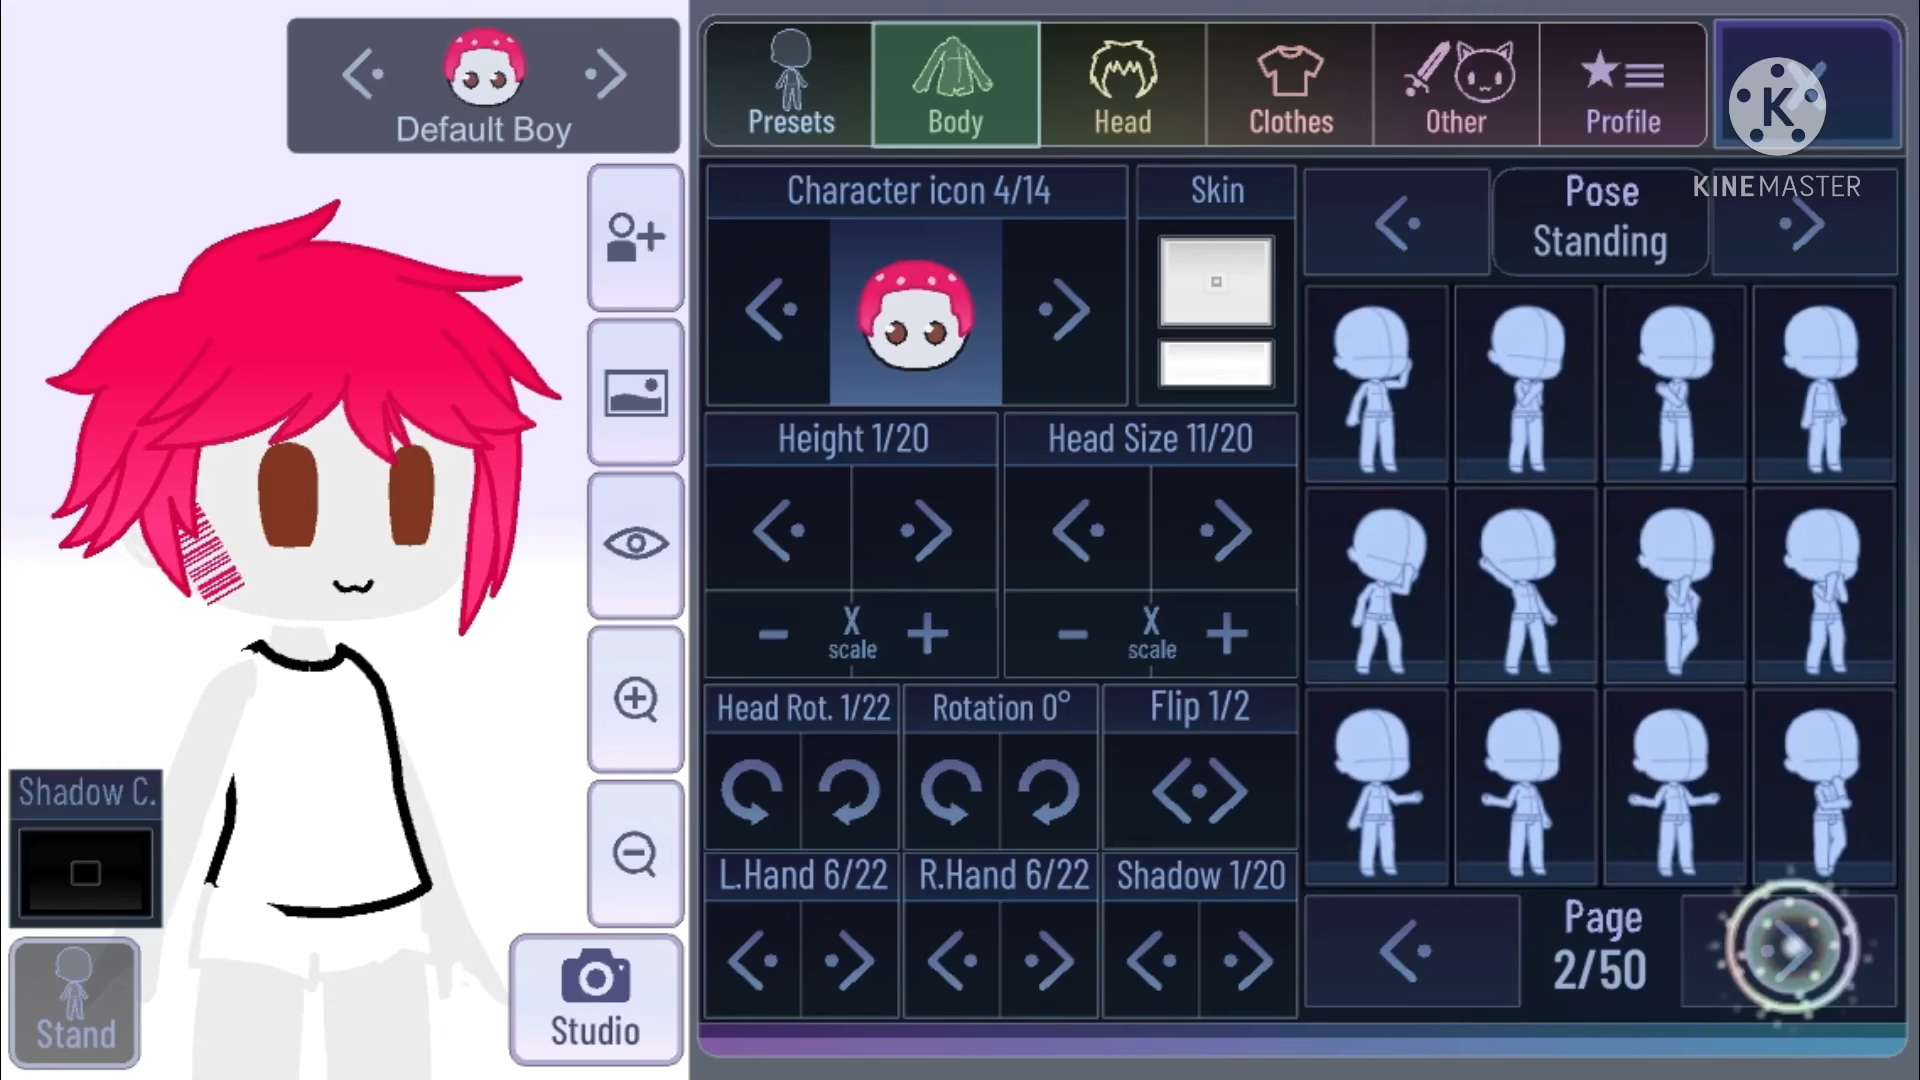 Default Boy
Presets
Body
Head
Clothes
Other
Profile
K
KINEMASTER
Character icon 4/14
Skin
Pose
Standing
Height 1/20
Head Size 11/20
X
scale
X
scale
Head Rot. 1/22
Rotation 0°
Flip 1/2
L.Hand 6/22
R.Hand 6/22
Shadow 1/20
Page
2/50
Shadow C.
Stand
Studio